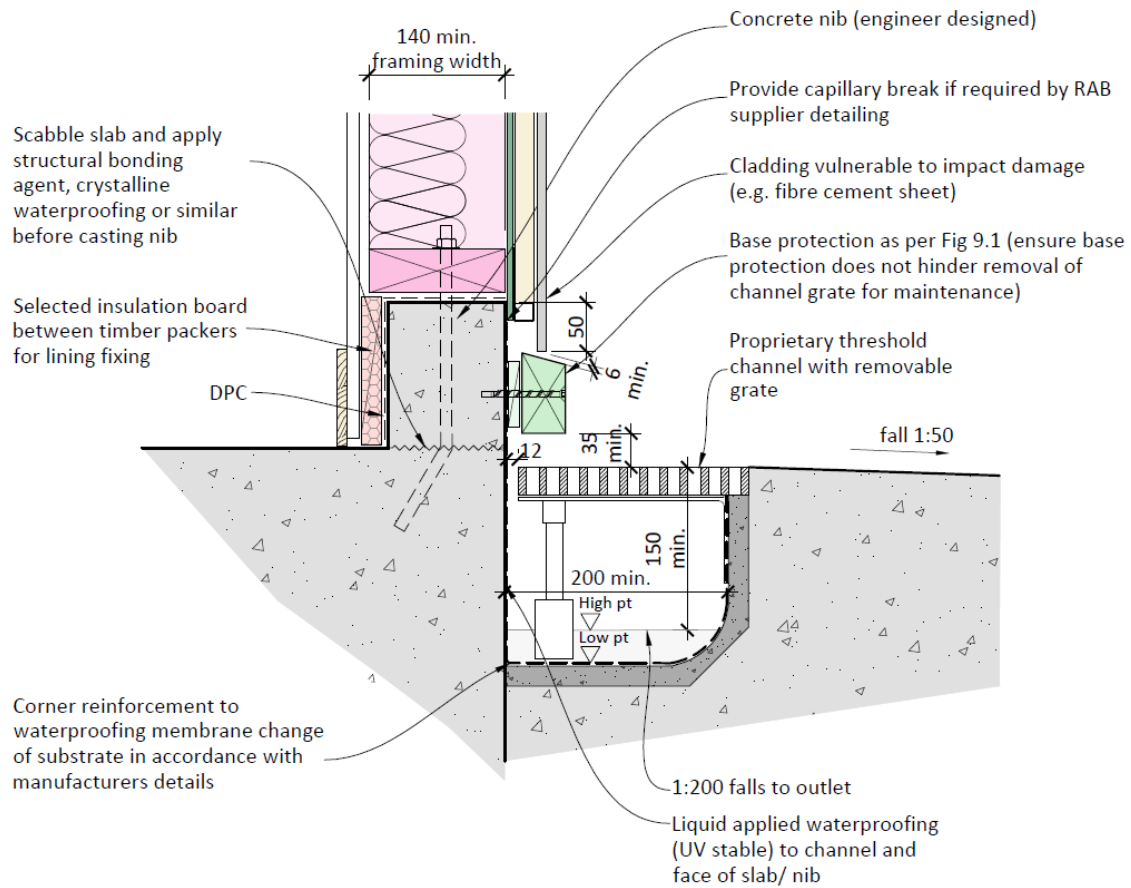 140 min.
framing width
Concrete nib (engineer designed)
Provide capillary break if required by RAB
supplier detailing
Cladding vulnerable to impact damage
(e.g. fibre cement sheet)
Base protection as per Fig 9.1 (ensure base
protection does not hinder removal of
channel grate for maintenance)
Proprietary threshold
channel with removable
grate
fall 1:50
Scabble slab and apply
structural bonding
agent, crystalline
waterproofing or similar
before casting nib
Selected insulation board
between timber packers
for lining fixing
DPC
50
6
min.
35
min.
12
150
min.
200 min.
High pt
Low pt
Corner reinforcement to
waterproofing membrane change
of substrate in accordance with
manufacturers details
1:200 falls to outlet
Liquid applied waterproofing
(UV stable) to channel and
face of slab/ nib